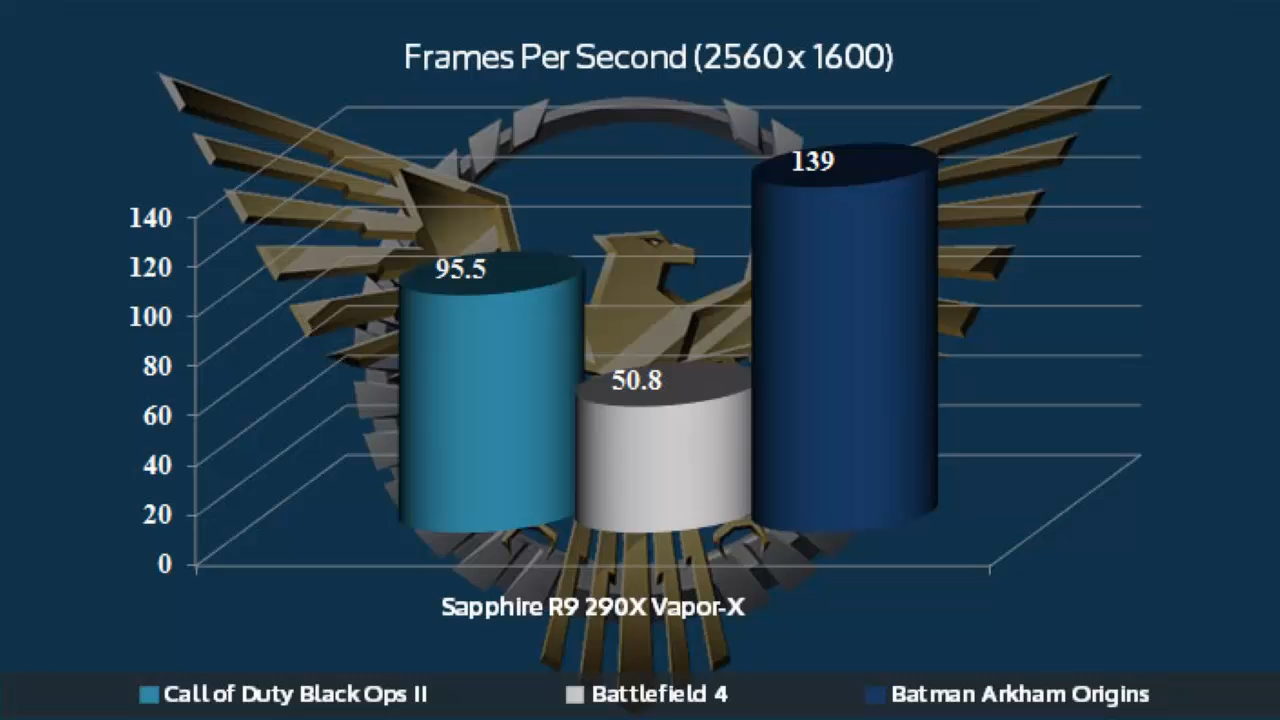 Frames Per Second (2560 x 1600)
139
140
95.5
120
100
50.8
80
60
40
20
0
Sapphire R9 290X Vapor-X
Call of Duty Black Ops II
Battlefield 4
Batman Arkham Origins